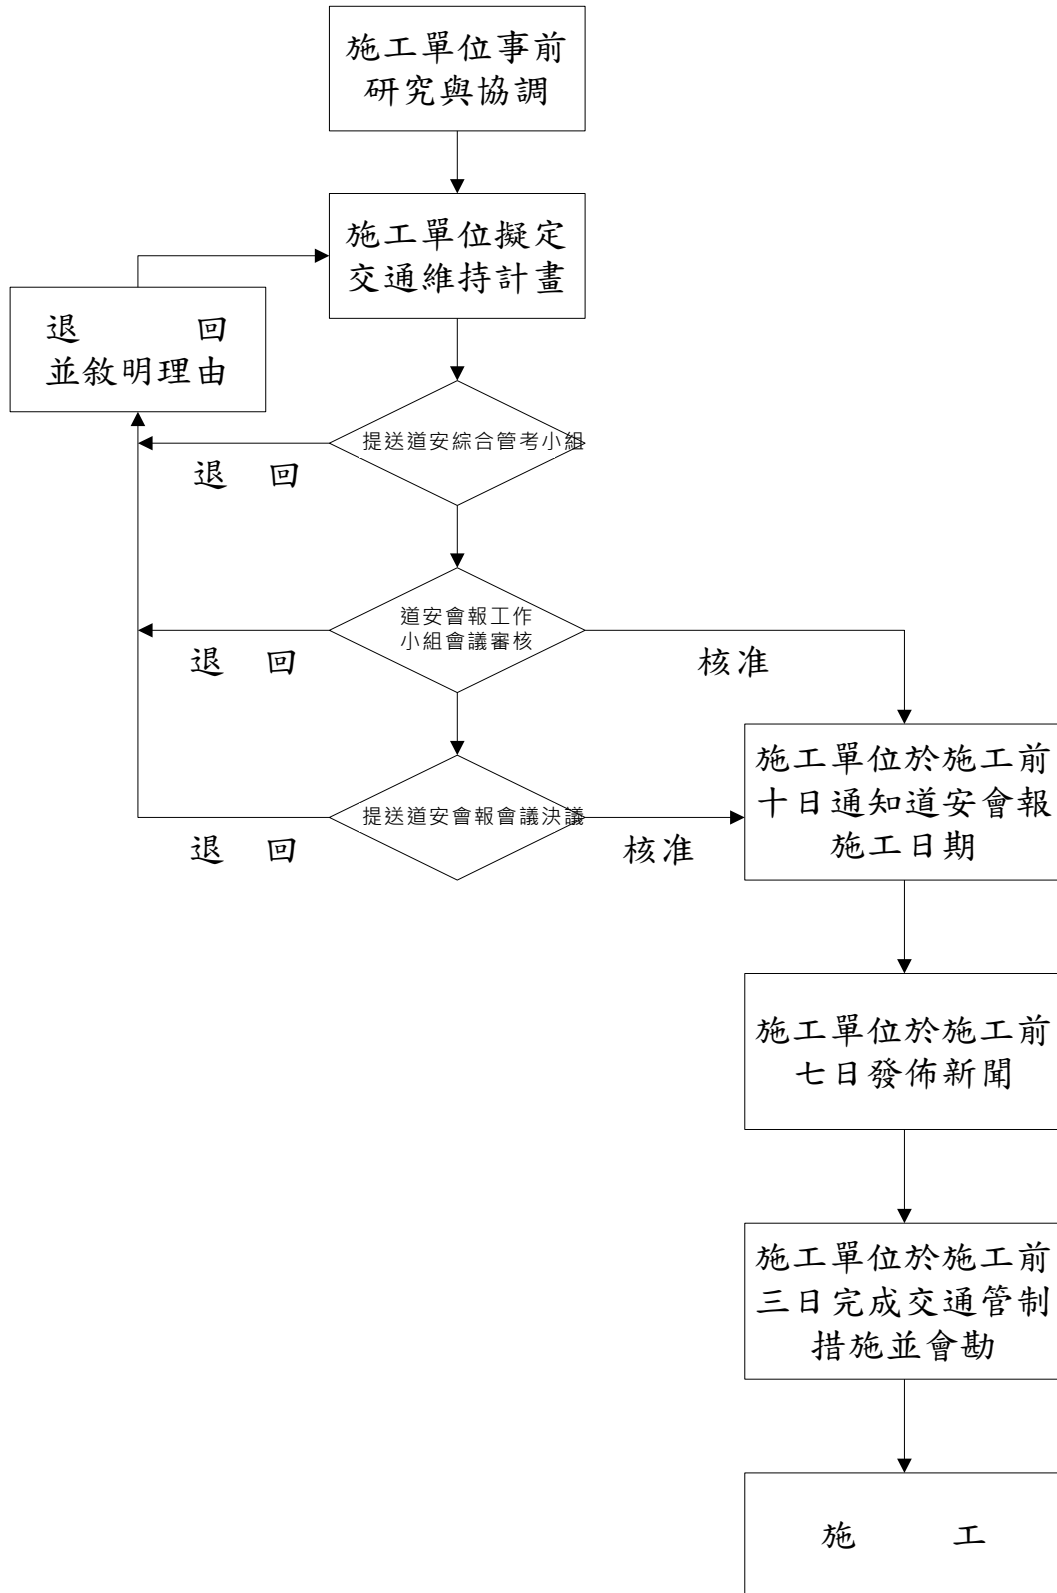 施工單位事前
研究與協調
施工單位擬定
交通維持計畫
退 回
並敘明理由
提送道安綜合管考小組
退 回
道安會報工作
小組會議審核
退 回
核准
提送道安會報會議決議
退 回
核准
施工單位於施工前
十日通知道安會報
施工日期
施工單位於施工前
七日發佈新聞
施工單位於施工前
三日完成交通管制
措施並會勘
施 工